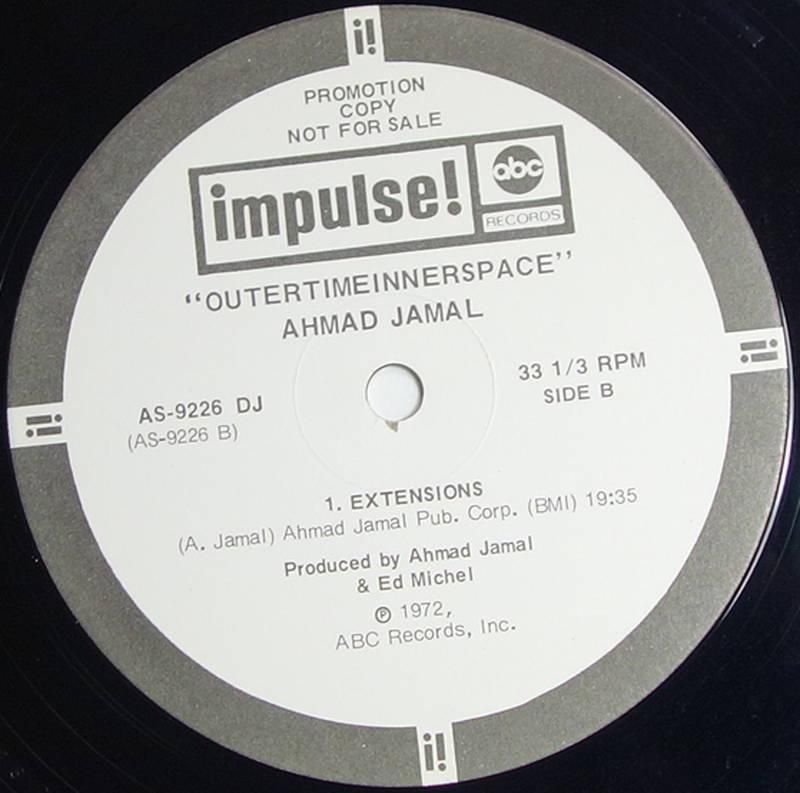 i!
PROMOTION
COPY
NOT FOR SALE
impulse!
abc
RECORDS
"OUTERTIMEINNERSPACE"
AHMAD JAMAL
AS-9226 DJ
(AS-9226 B)
33 1/3 RPM
SIDE B
i!
i!
1. EXTENSIONS
(A. Jamal) Ahmad Jamal Pub. Corp. (BMI) 19:35
Produced by Ahmad Jamal
& Ed Michel
Ⓟ 1972,
ABC Records, Inc.
i!